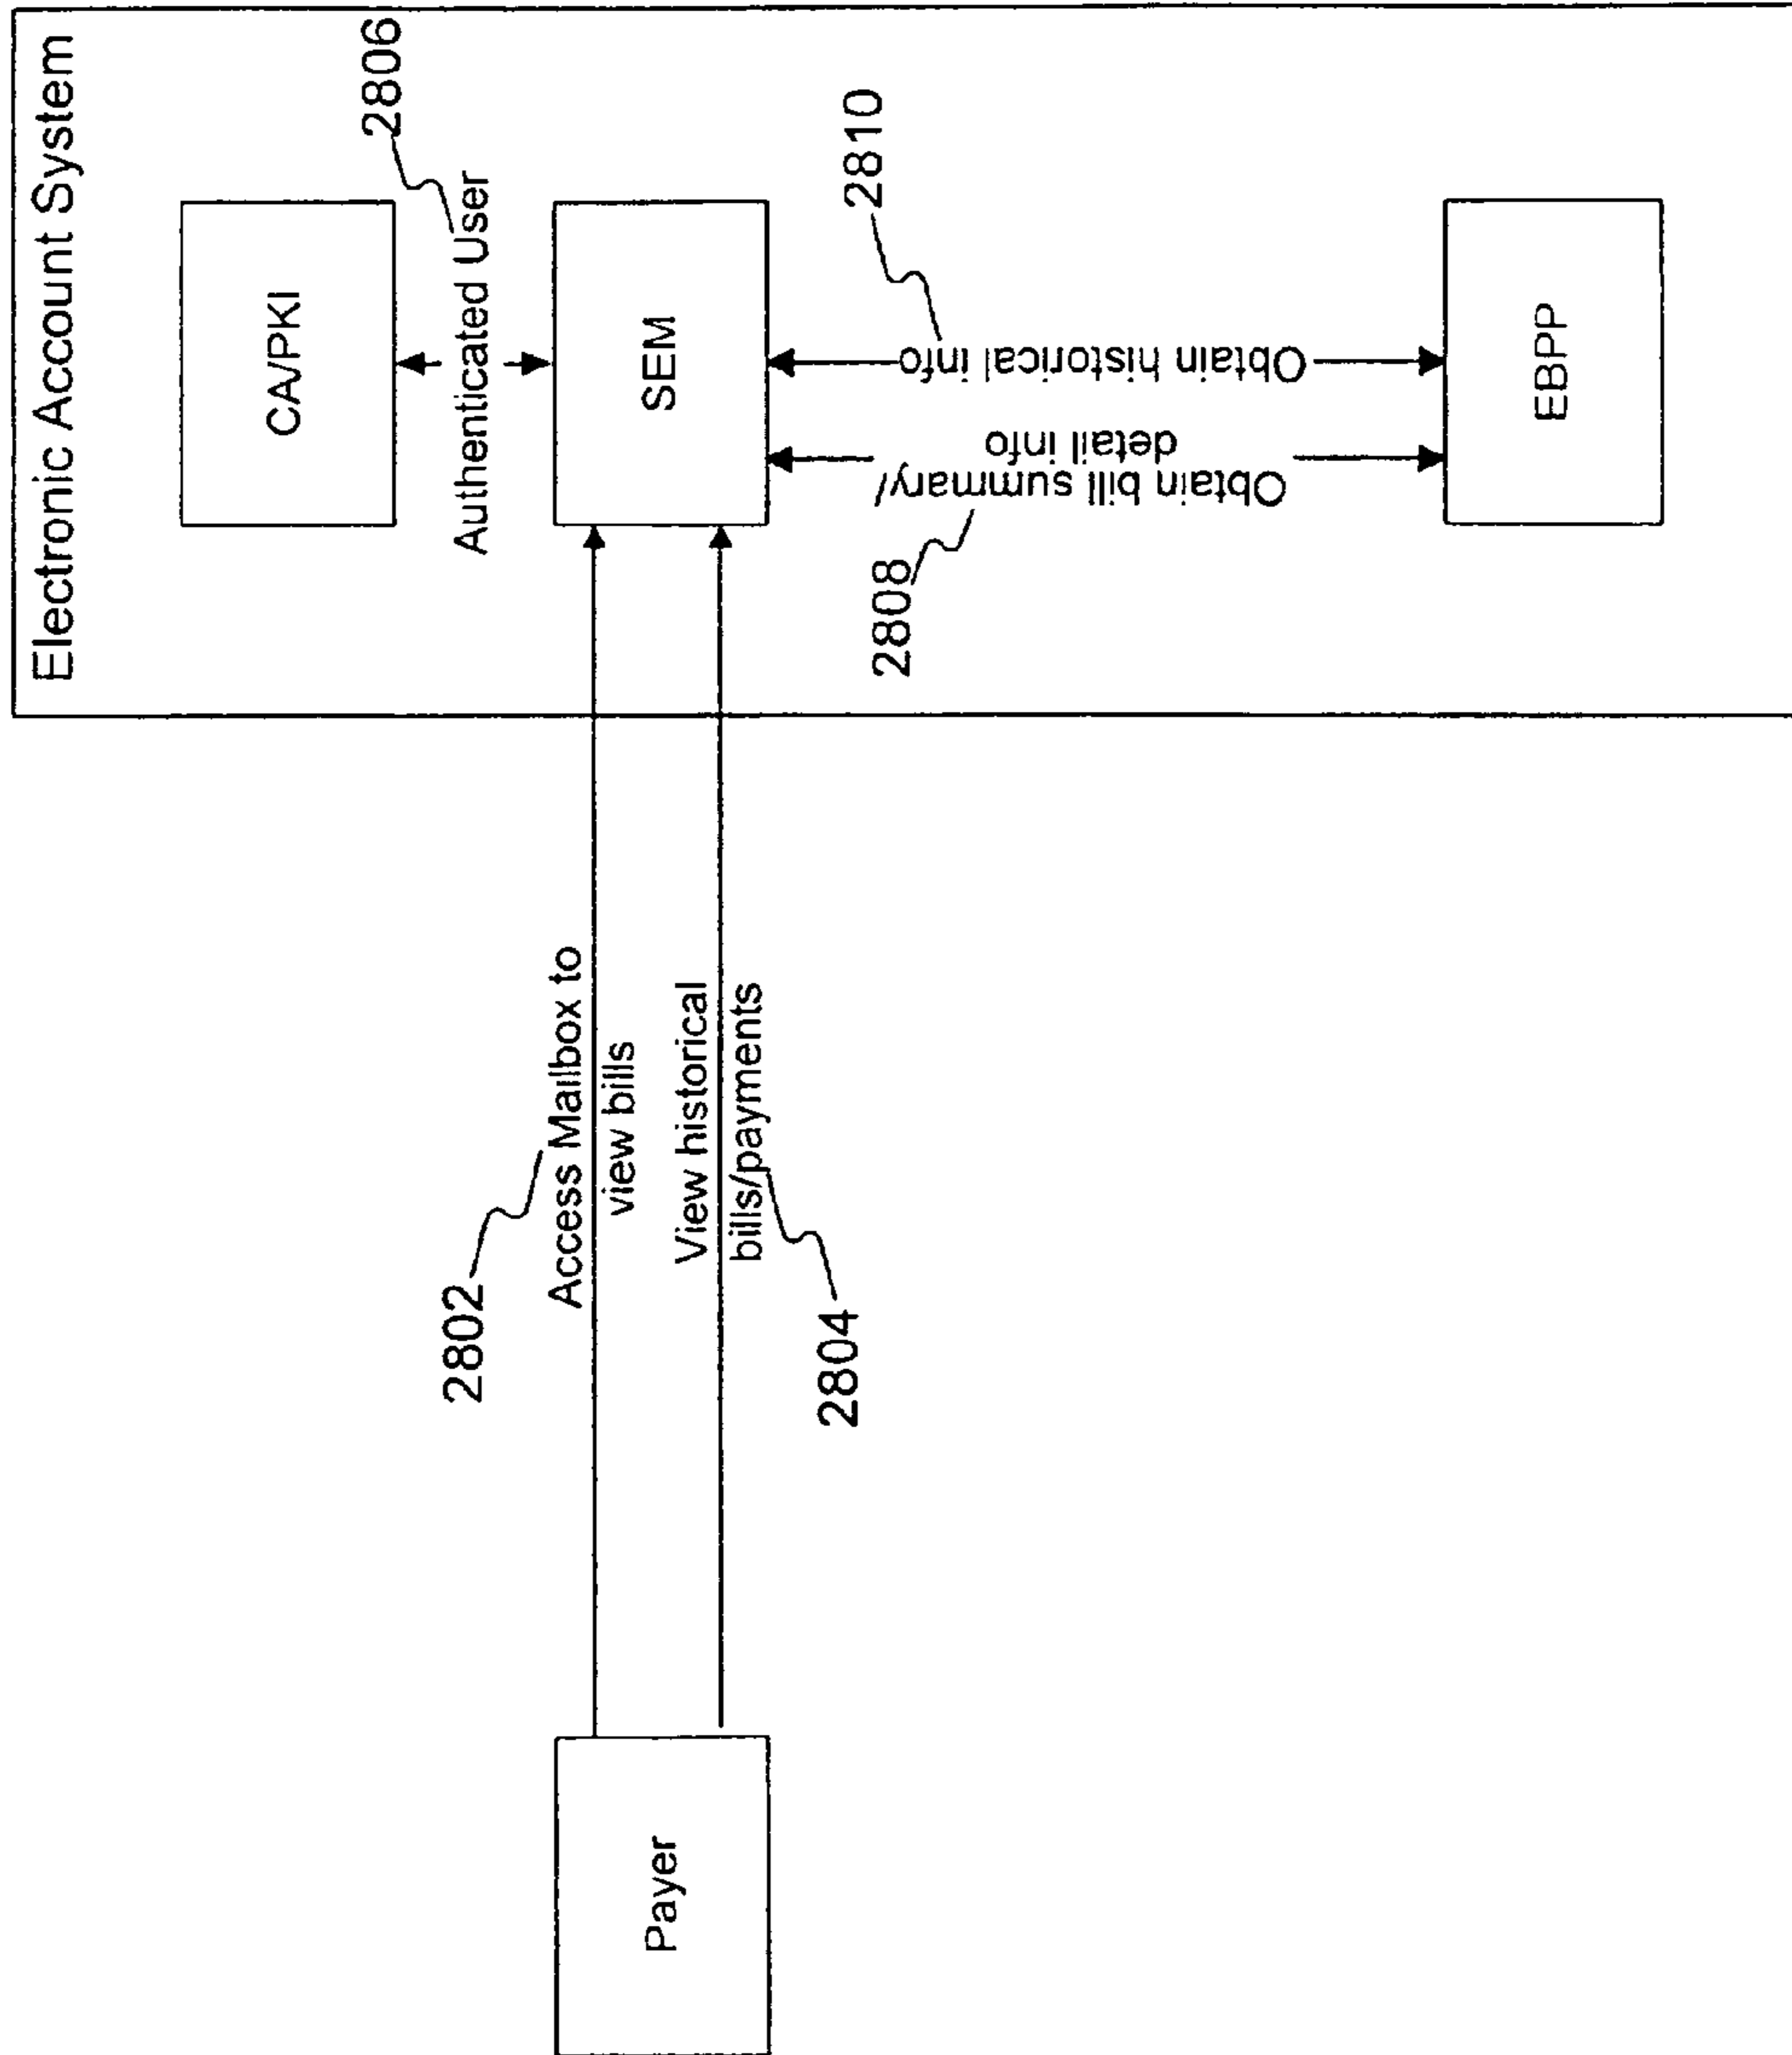 Electronic Account System
CA/PKI
2806
Authenticated User
SEM
2802
Access Mailbox to
view bills
View historical
bills/payments
2804
Payer
2808
Obtain bill summary/
detail info
2810
Obtain historical info
EBPP